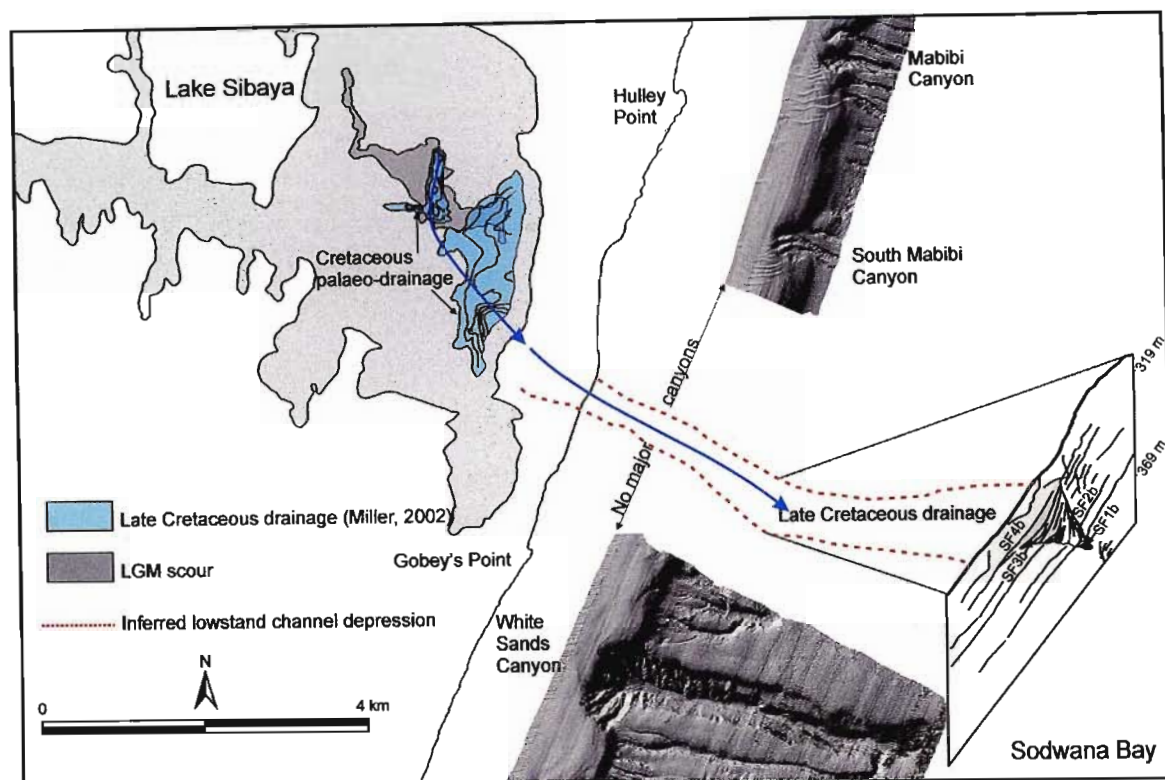 Lake Sibaya
Hulley
Point
Mabibi
Canyon
South Mabibi
Canyon
Cretaceous
palaeo-drainage
canyons
No major
319 m
369 m
Late Cretaceous drainage
SF4b
SF3b
SF2b
SF1b
Late Cretaceous drainage (Miller, 2002)
LGM scour
Inferred lowstand channel depression
Gobey's Point
White
Sands
Canyon
N
0
4 km
Sodwana Bay